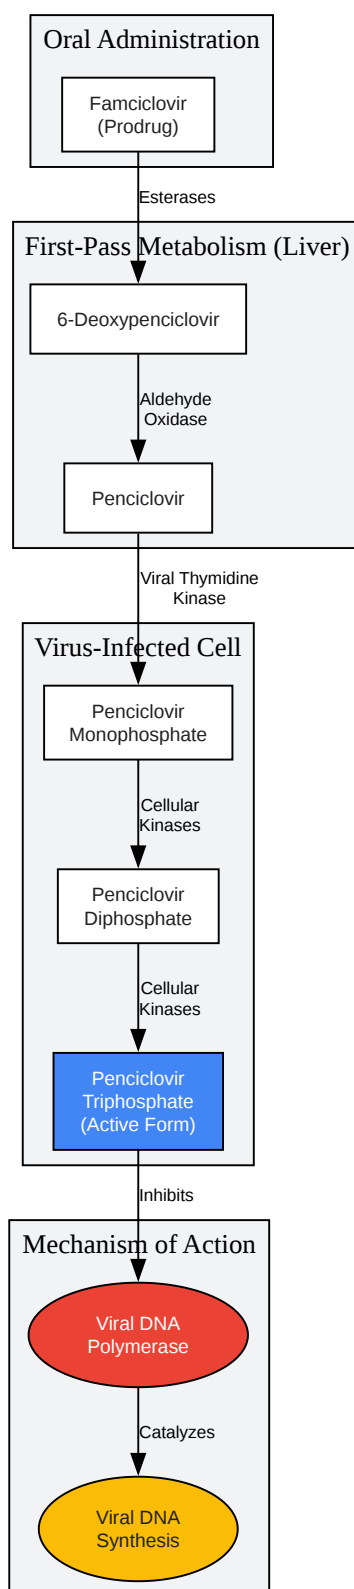 Oral Administration
Famciclovir
(Prodrug)
Esterases
First-Pass Metabolism (Liver)
6-Deoxypenciclovir
Aldehyde
Oxidase
Penciclovir
Viral Thymidine
Kinase
Virus-Infected Cell
Penciclovir
Monophosphate
Cellular
Kinases
Penciclovir
Diphosphate
Cellular
Kinases
Penciclovir
Triphosphate
(Active Form)
Inhibits
Mechanism of Action
Viral DNA
Polymerase
Catalyzes
Viral DNA
Synthesis